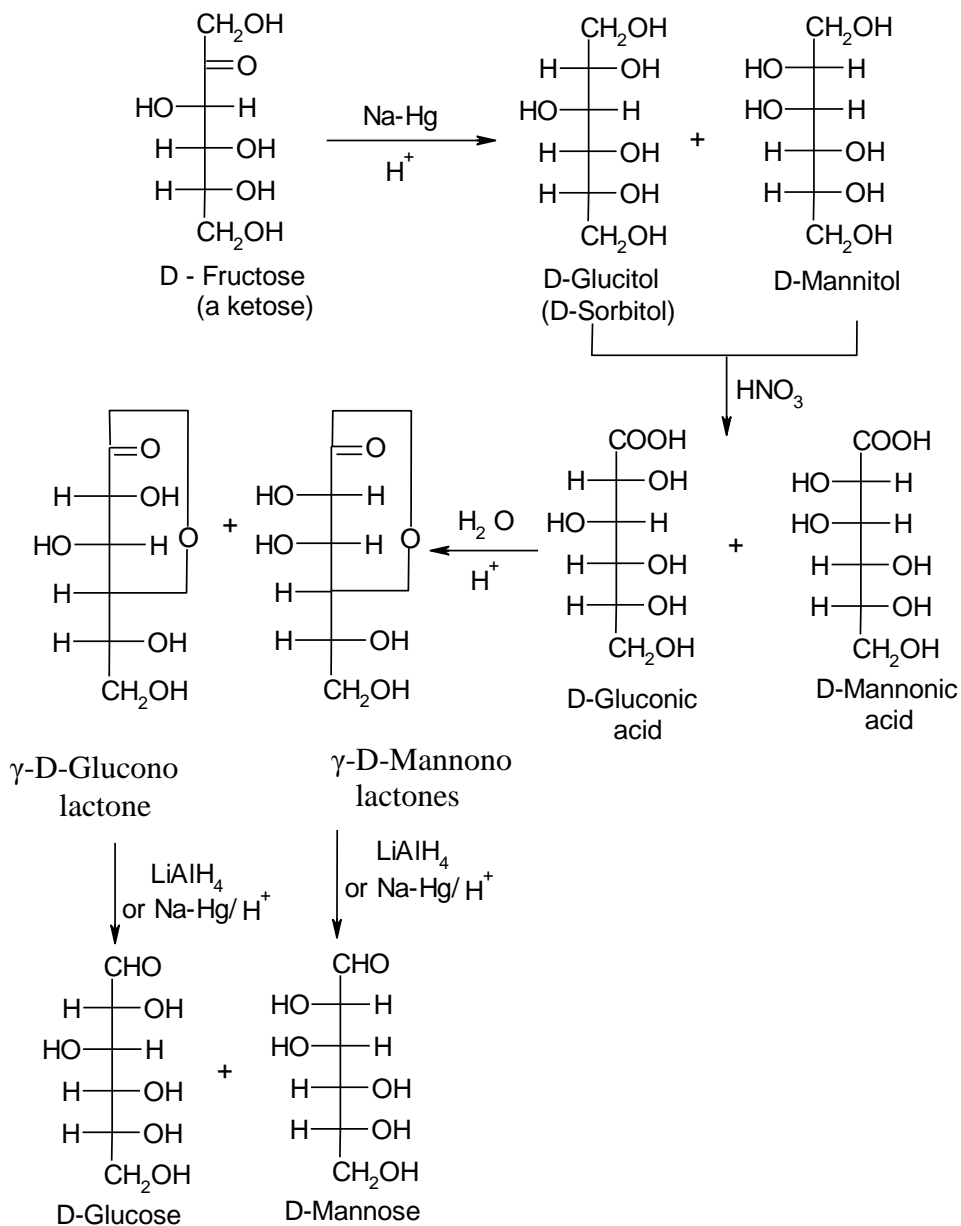 CH2OH
O
HO H
H OH
H OH
CH2OH
D - Fructose
(a ketose)
Na-Hg
H+
CH2OH
H OH
HO H
H OH
H OH
CH2OH
D-Glucitol
(D-Sorbitol)
+
CH2OH
HO H
HO H
H OH
H OH
CH2OH
D-Mannitol
HNO3
O
H OH
HO H O
H
H OH
CH2OH
γ-D-Glucono
lactone
+
O
HO H
HO H O
H
H OH
CH2OH
γ-D-Mannono
lactones
H2 O
H+
COOH
H OH
HO H
H OH
H OH
CH2OH
D-Gluconic
acid
+
COOH
HO H
HO H
H OH
H OH
CH2OH
D-Mannonic
acid
LiAlH4
or Na-Hg/ H+
LiAlH4
or Na-Hg/ H+
CHO
H OH
HO H
H OH
H OH
CH2OH
D-Glucose
+
CHO
HO H
HO H
H OH
H OH
CH2OH
D-Mannose